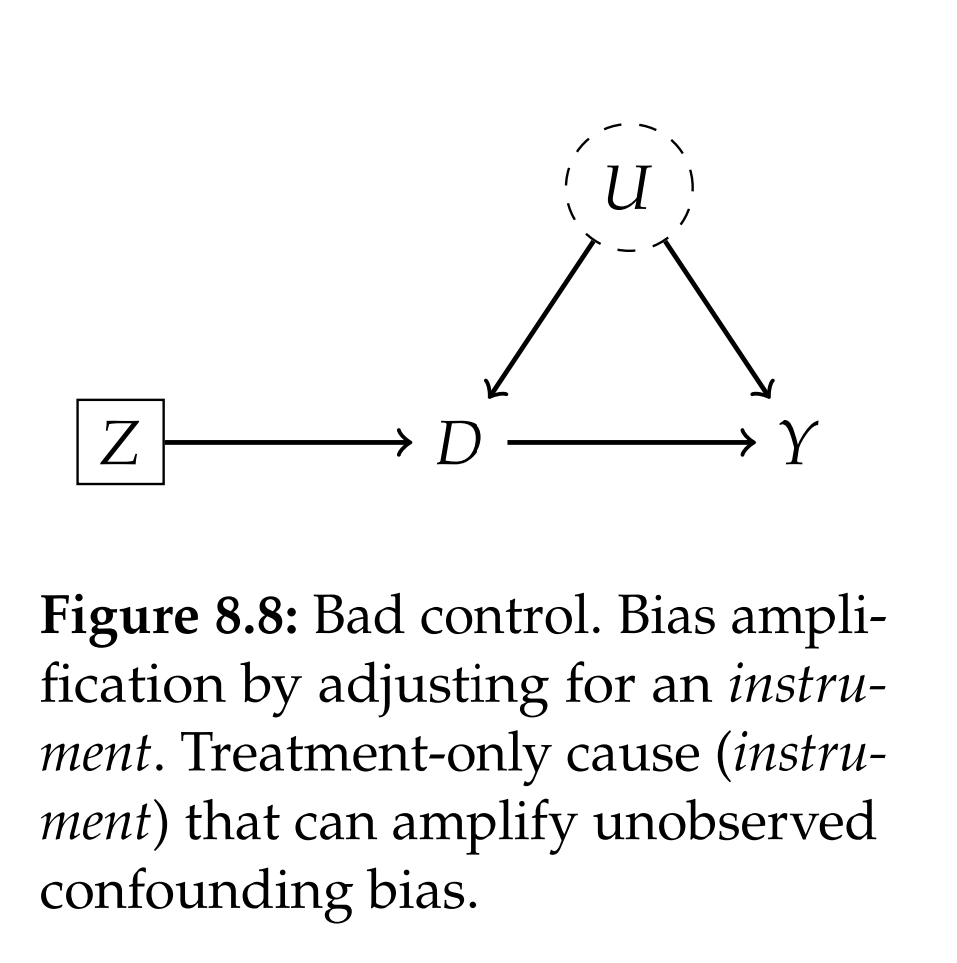 U
Z D Y
Figure 8.8: Bad control. Bias ampli-
fication by adjusting for an instru-
ment. Treatment-only cause (instru-
ment) that can amplify unobserved
confounding bias.